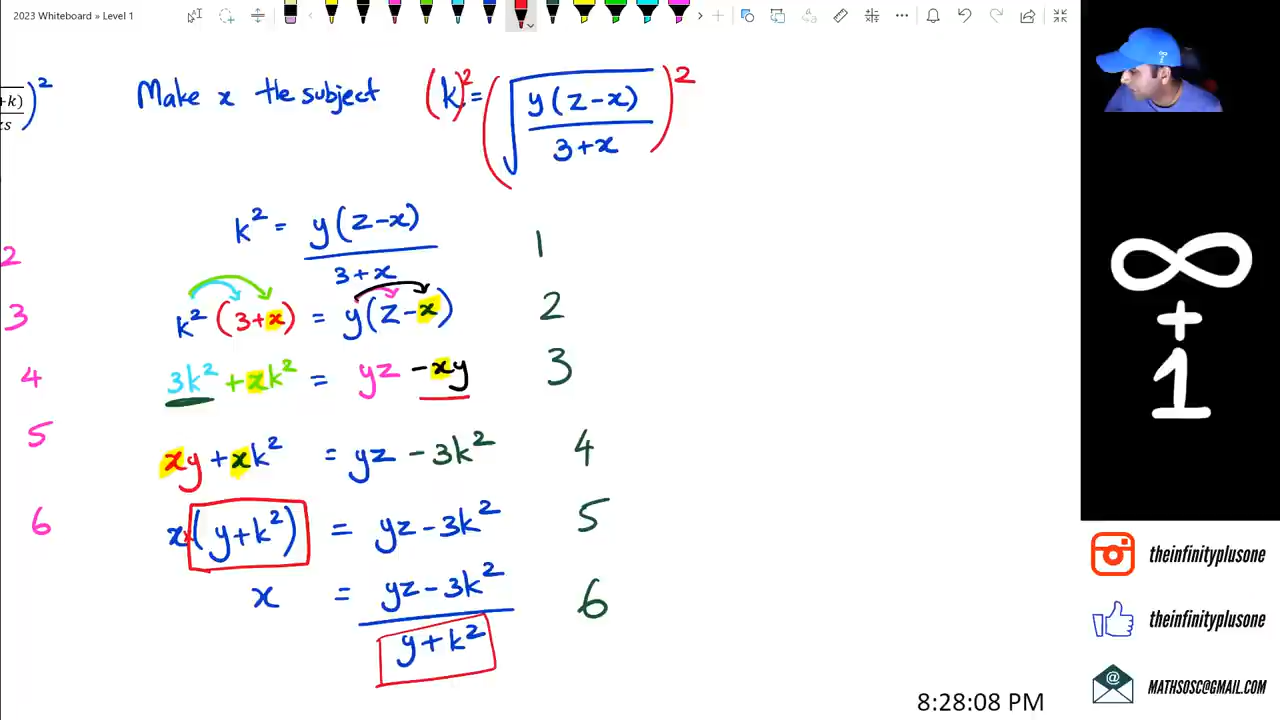 2023 Whiteboard » Level 1
+k)
)²
Make x the subject (k)² = (√(y(z-x)/3+x))²
k² = y(z-x)/3+x 1
2
k²(3+x) = y(z-x) 2
3
3k² + xk² = yz - xy 3
4
xy + xk² = yz - 3k² 4
5
x×(y+k²) = yz - 3k² 5
6
x = yz - 3k²/y+k² 6
∞
+
1
theinfinityplusone
theinfinityplusone
MATHSOSC@GMAIL.COM
8:28:08 PM